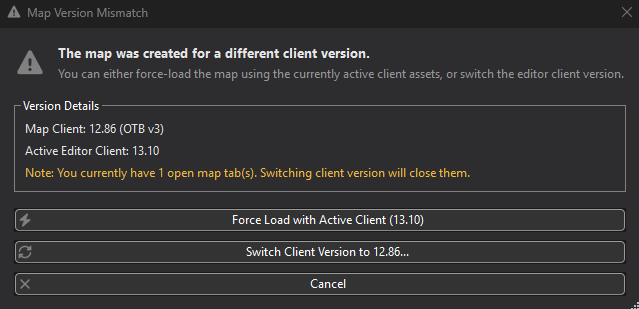 Map Version Mismatch
The map was created for a different client version.
You can either force-load the map using the currently active client assets, or switch the editor client version.
Version Details
Map Client: 12.86 (OTB v3)
Active Editor Client: 13.10
Note: You currently have 1 open map tab(s). Switching client version will close them.
Force Load with Active Client (13.10)
Switch Client Version to 12.86...
Cancel